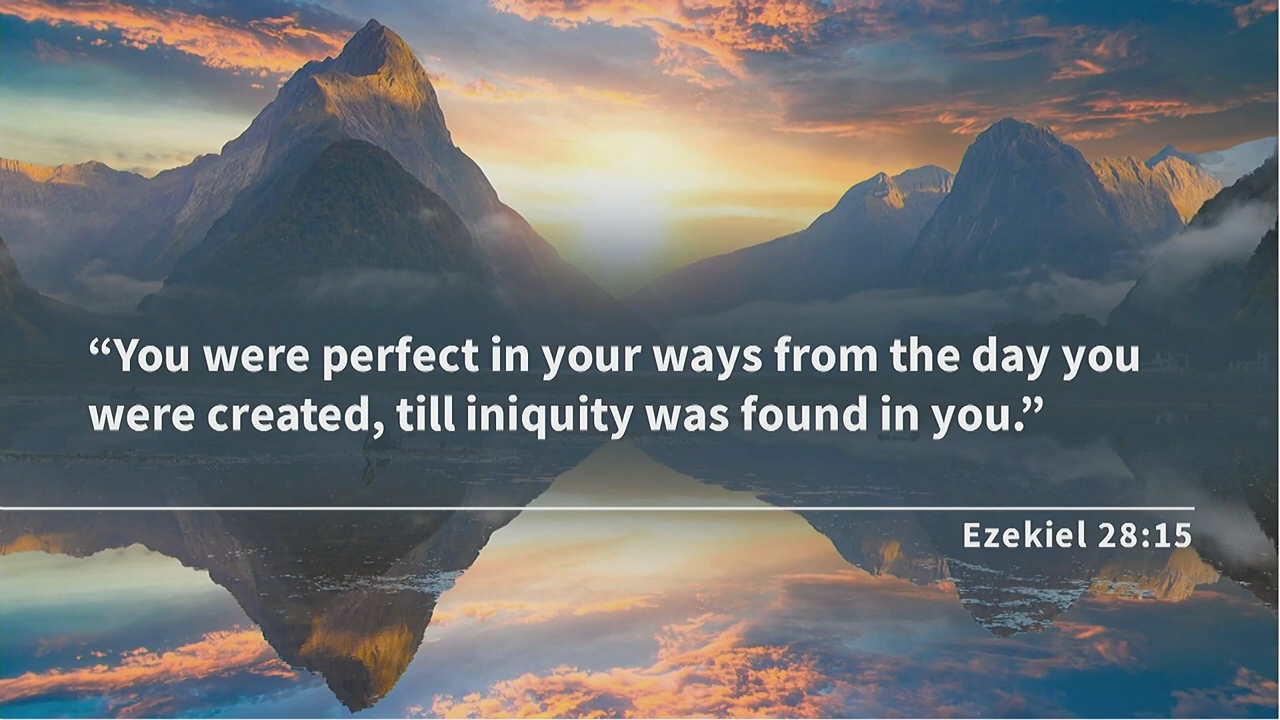 “You were perfect in your ways from the day you
were created, till iniquity was found in you.”
Ezekiel 28:15